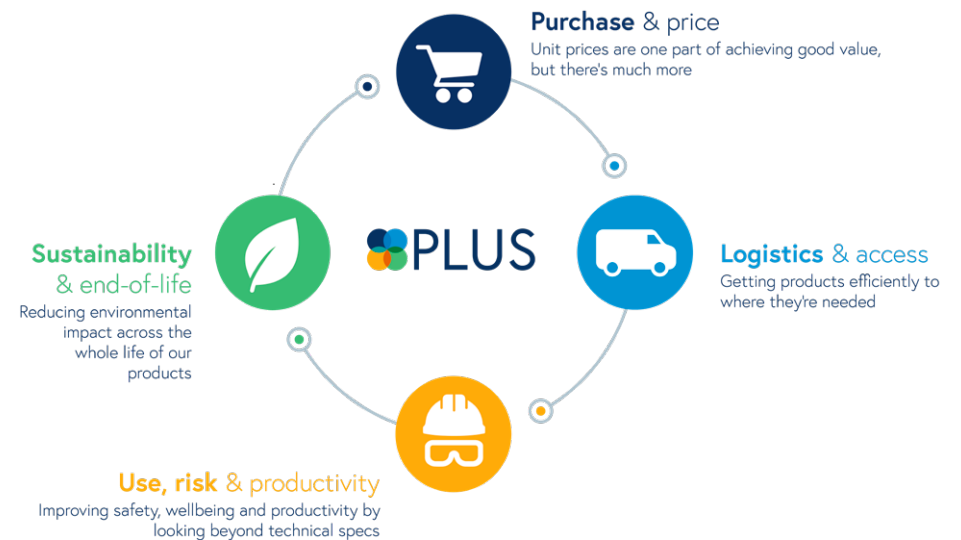 Purchase & price
Unit prices are one part of achieving good value,
but there's much more
PLUS
Logistics & access
Getting products efficiently to
where they're needed
Use, risk & productivity
Improving safety, wellbeing and productivity by
looking beyond technical specs
Sustainability
& end-of-life
Reducing environmental
impact across the
whole life of our
products